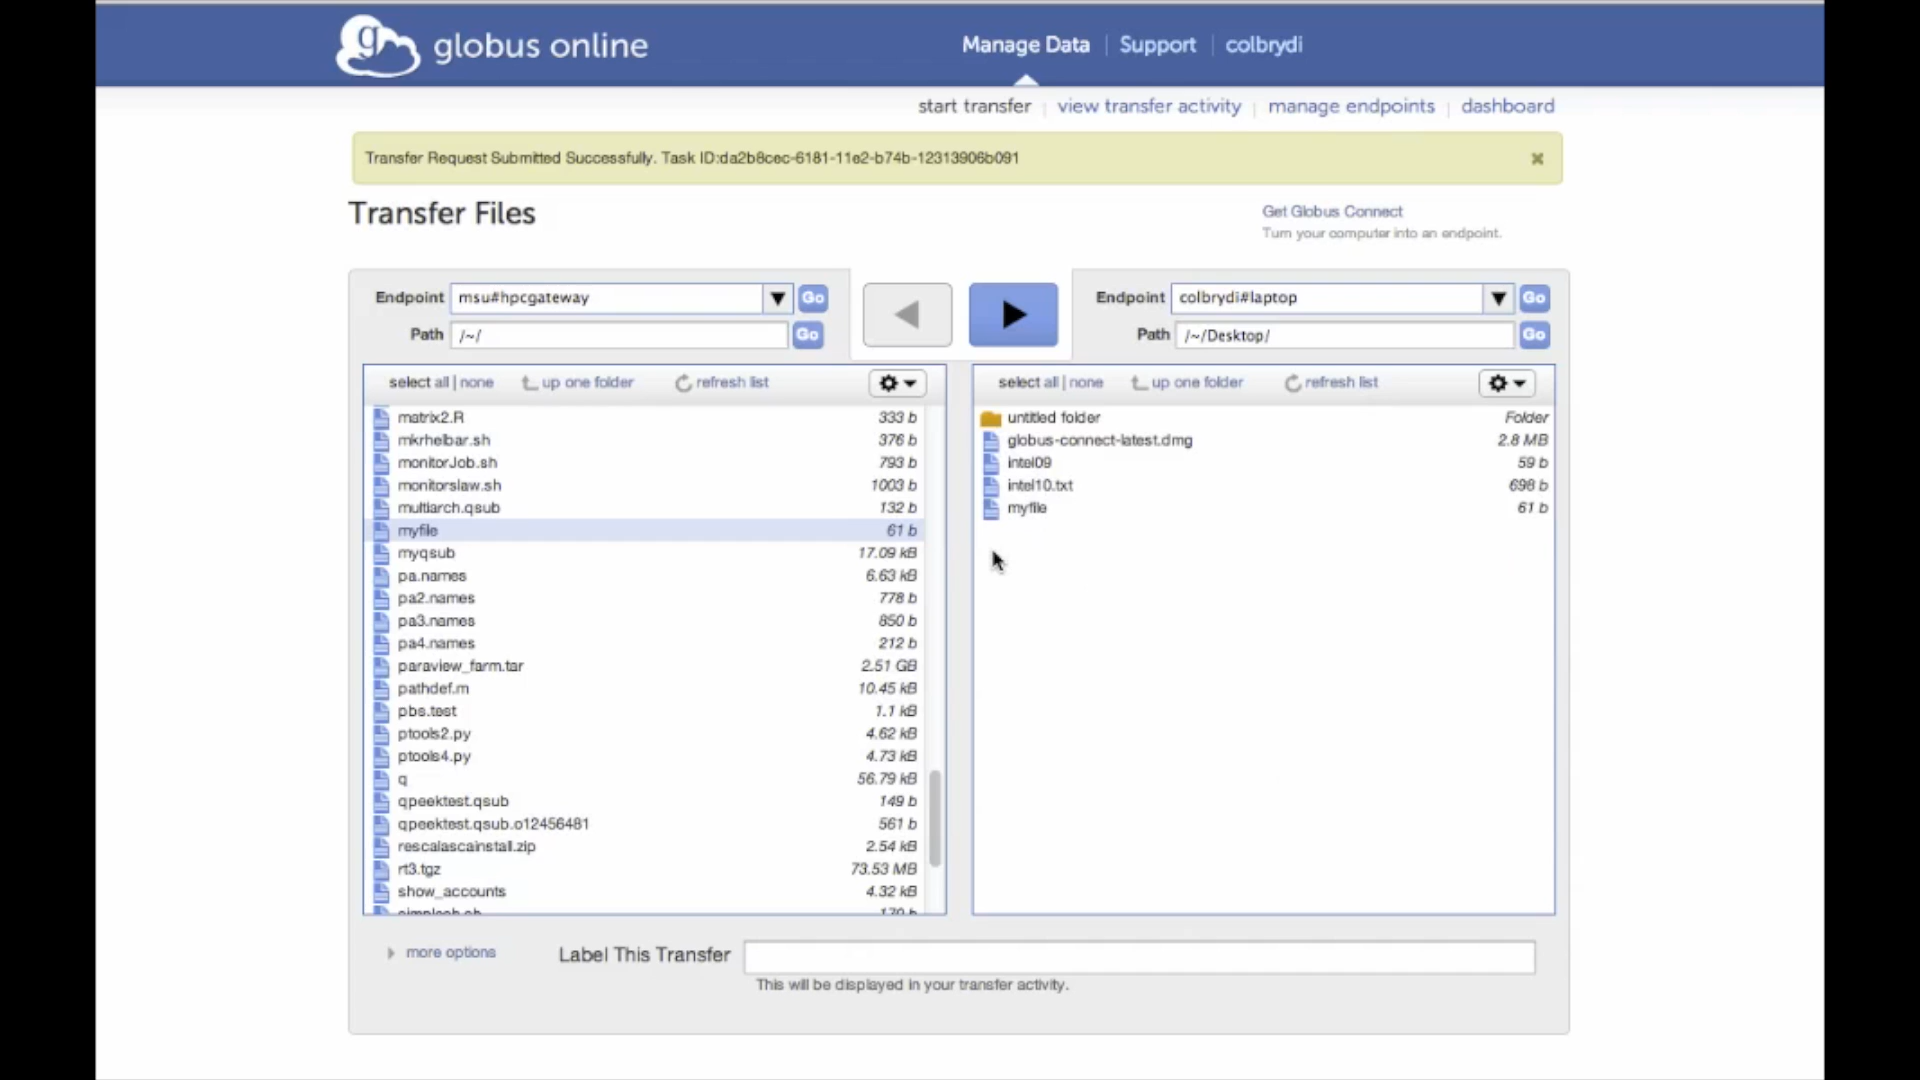 globus online
Manage Data | Support | colbrydi
start transfer | view transfer activity | manage endpoints | dashboard
Transfer Request Submitted Successfully. Task ID:da2b8cec-6181-11e2-b74b-12313906b091
Transfer Files
Get Globus Connect
Turn your computer into an endpoint.
Endpoint msu#hpcgateway Go
Path /~/ Go
Endpoint colbrydi#laptop Go
Path /~/Desktop/ Go
select all | none up one folder refresh list
matrix2.R 333 b
mkrhelbar.sh 376 b
monitorJob.sh 793 b
monitorslaw.sh 1003 b
multiarch.qsub 132 b
myfile 61 b
myqsub 17.09 kB
pa.names 6.63 kB
pa2.names 778 b
pa3.names 850 b
pa4.names 212 b
paraview_farm.tar 2.51 GB
pathdef.m 10.45 kB
pbs.test 1.1 kB
ptools2.py 4.62 kB
ptools4.py 4.73 kB
q 56.79 kB
qpeektest.qsub 149 b
qpeektest.qsub.o12456481 561 b
rescalascainstall.zip 2.54 kB
rt3.tgz 73.53 MB
show_accounts 4.32 kB
select all | none up one folder refresh list
untitled folder Folder
globus-connect-latest.dmg 2.8 MB
intel09 59 b
intel10.txt 698 b
myfile 61 b
more options
Label This Transfer
This will be displayed in your transfer activity.